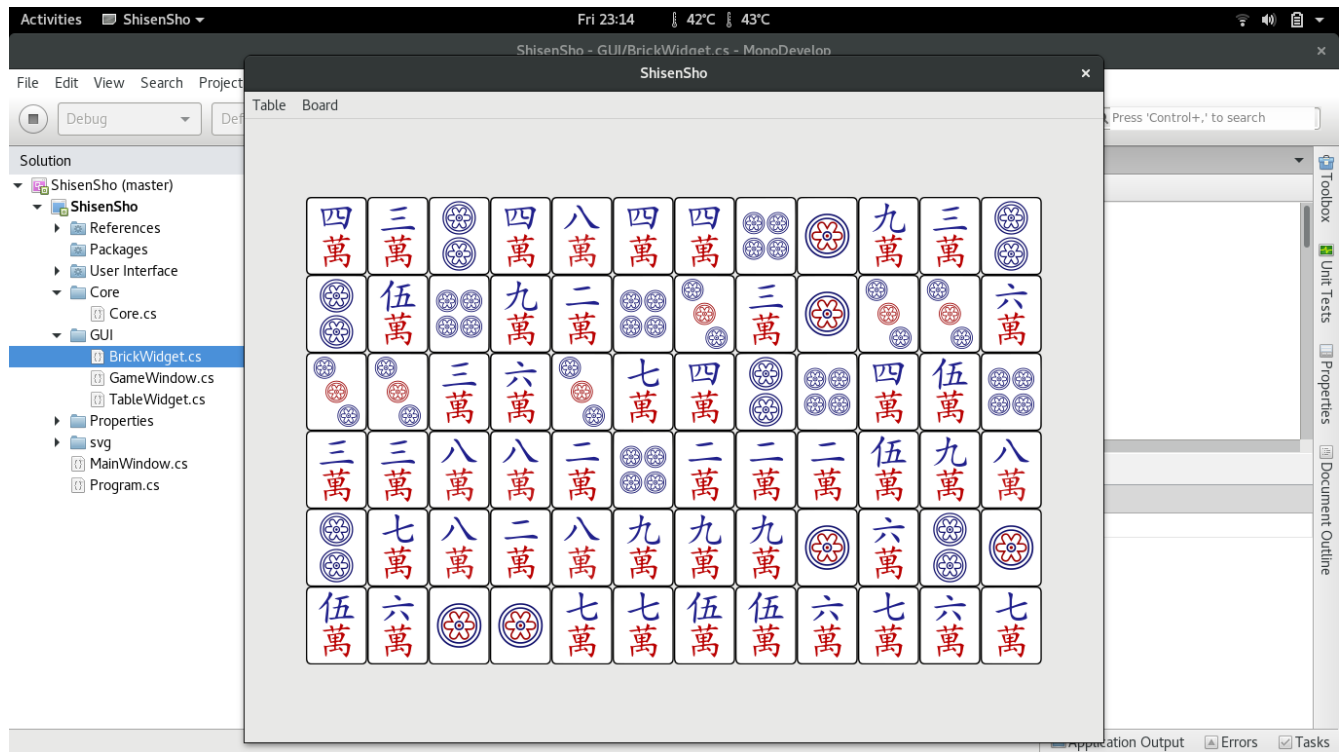 Activities ShisenSho Fri 23:14 42°C 43°C
ShisenSho - GUI/BrickWidget.cs - MonoDevelop
ShisenSho
File Edit View Search Project
Table Board
Debug
Def
Press 'Control+,' to search
Solution
ShisenSho (master)
ShisenSho
References
Packages
User Interface
Core
Core.cs
GUI
BrickWidget.cs
GameWindow.cs
TableWidget.cs
Properties
svg
MainWindow.cs
Program.cs
四萬 三萬 四萬 八萬 四萬 四萬 九萬 三萬
伍萬 九萬 二萬 三萬 六萬
三萬 六萬 七萬 四萬 四萬 伍萬
三萬 三萬 八萬 八萬 二萬 二萬 二萬 二萬 伍萬 九萬 八萬
七萬 八萬 二萬 八萬 九萬 九萬 九萬 六萬
伍萬 六萬 七萬 七萬 伍萬 伍萬 六萬 七萬 六萬 七萬
Toolbox
Unit Tests
Properties
Document Outline
Application Output Errors Tasks